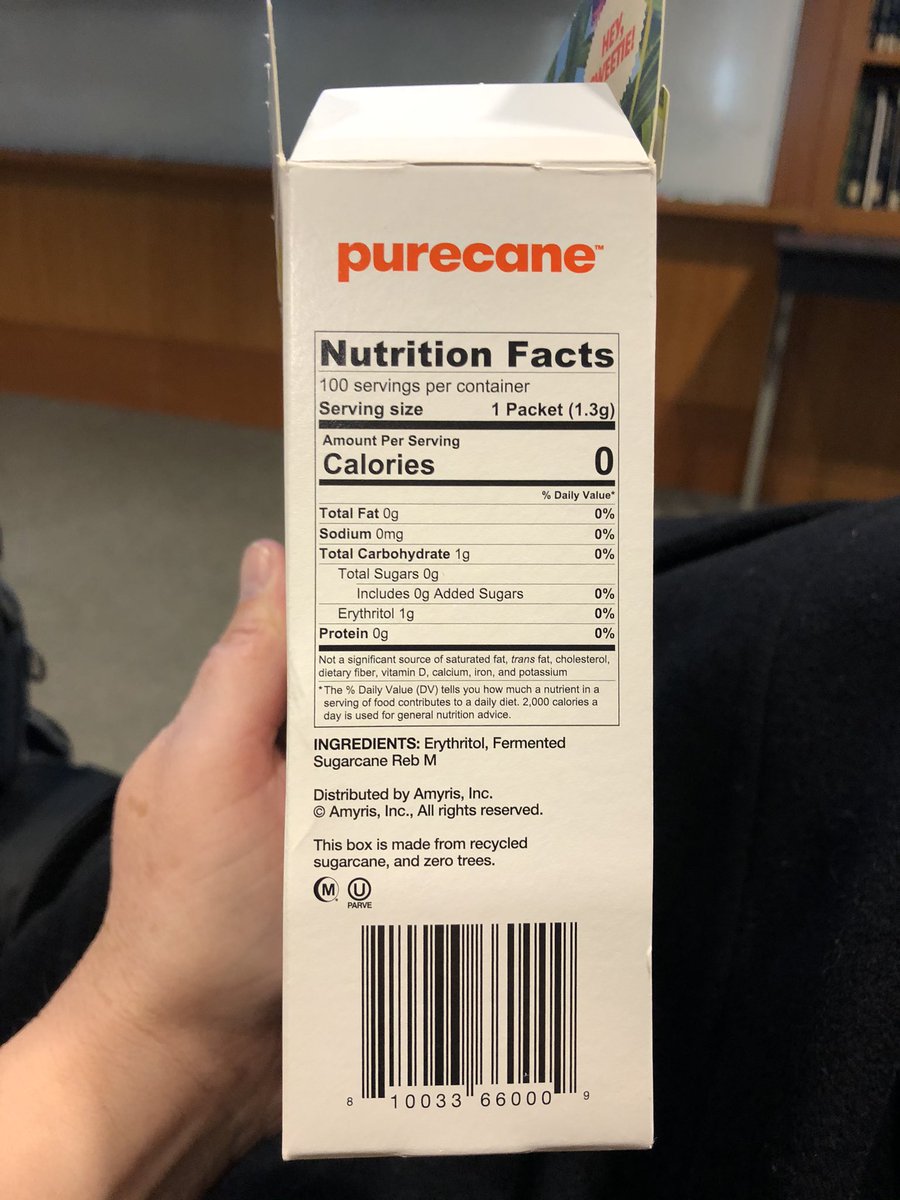 HEY,
SWEETIE!
purecane™
Nutrition Facts
100 servings per container
Serving size 1 Packet (1.3g)
Amount Per Serving
Calories 0
% Daily Value*
Total Fat 0g 0%
Sodium 0mg 0%
Total Carbohydrate 1g 0%
Total Sugars 0g
Includes 0g Added Sugars 0%
Erythritol 1g 0%
Protein 0g 0%
Not a significant source of saturated fat, trans fat, cholesterol,
dietary fiber, vitamin D, calcium, iron, and potassium
*The % Daily Value (DV) tells you how much a nutrient in a
serving of food contributes to a daily diet. 2,000 calories a
day is used for general nutrition advice.
INGREDIENTS: Erythritol, Fermented
Sugarcane Reb M
Distributed by Amyris, Inc.
© Amyris, Inc., All rights reserved.
This box is made from recycled
sugarcane, and zero trees.
M U
PARVE
8 10033 66000 9